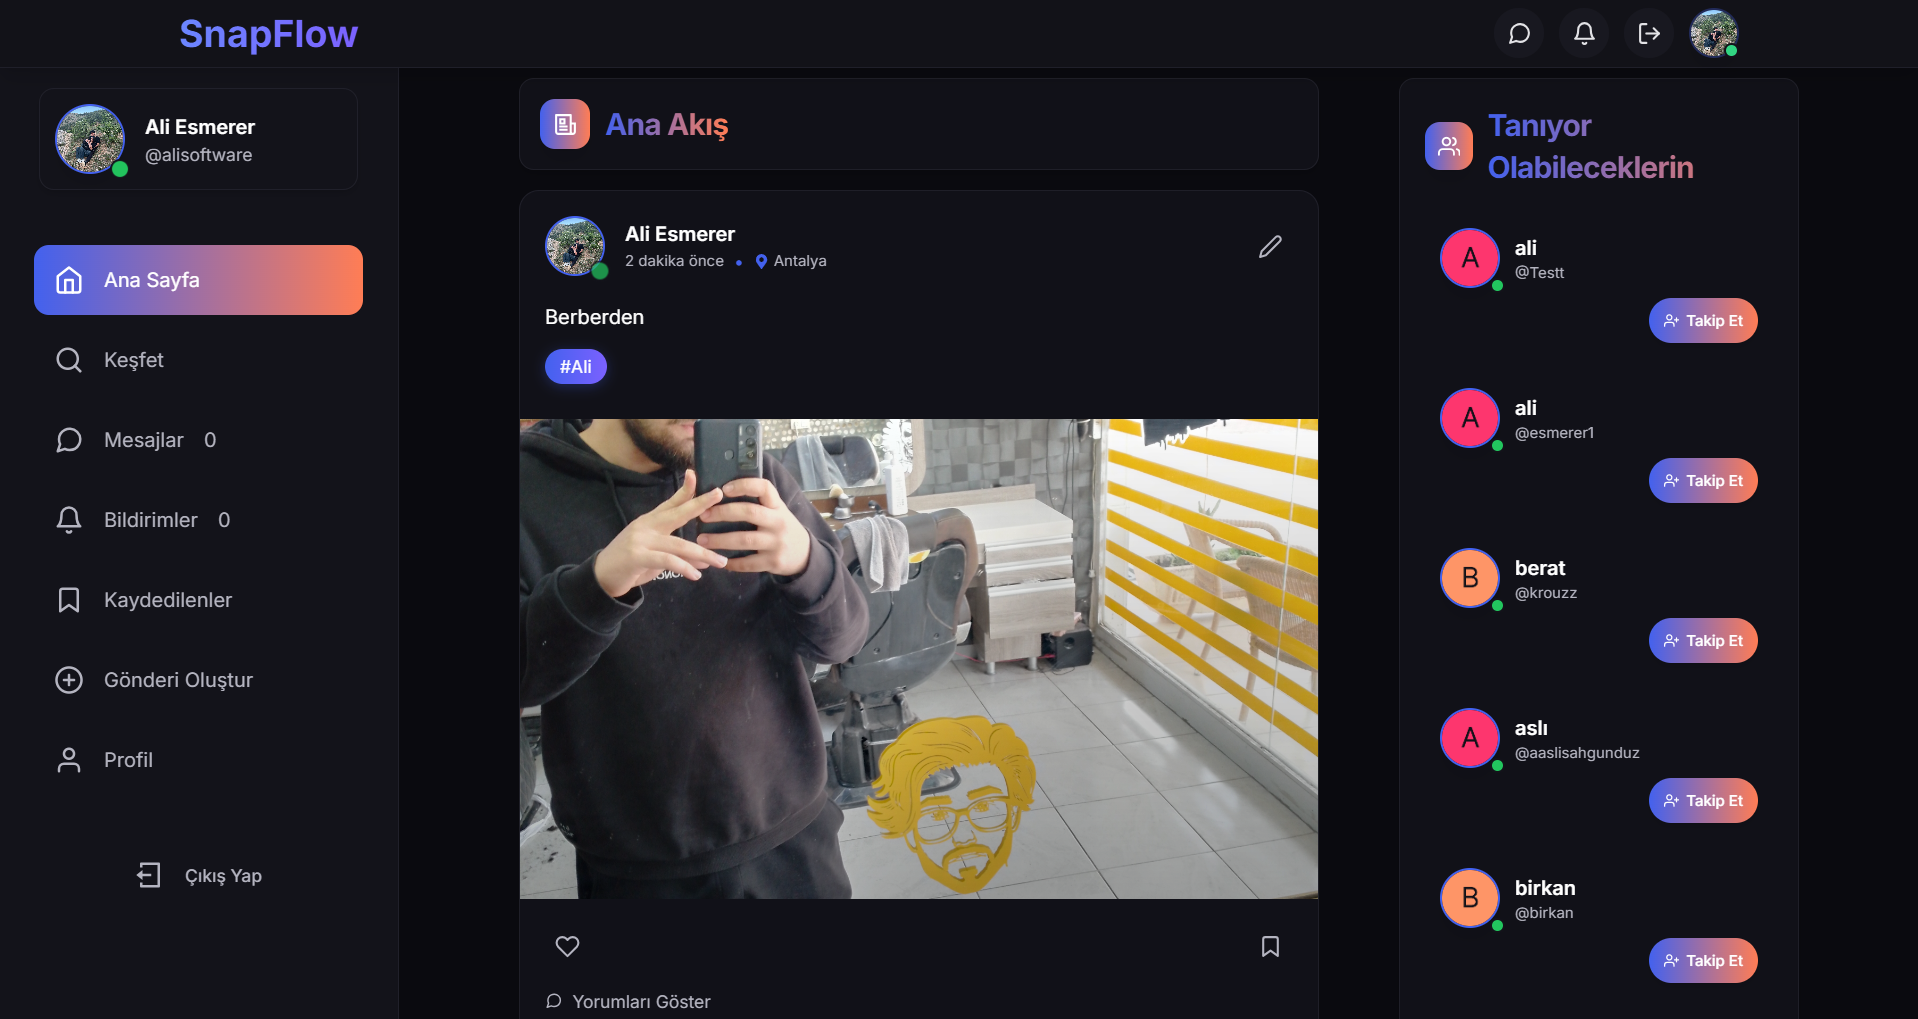 SnapFlow
Ali Esmerer
@alisoftware
Ana Sayfa
Keşfet
Mesajlar 0
Bildirimler 0
Kaydedilenler
Gönderi Oluştur
Profil
Çıkış Yap
Ana Akış
Ali Esmerer
2 dakika önce • Antalya
Berberden
#Ali
Yorumları Göster
Tanıyor
Olabileceklerin
A
ali
@Testt
Takip Et
A
ali
@esmerer1
Takip Et
B
berat
@krouzz
Takip Et
A
aslı
@aaslisahgunduz
Takip Et
B
birkan
@birkan
Takip Et